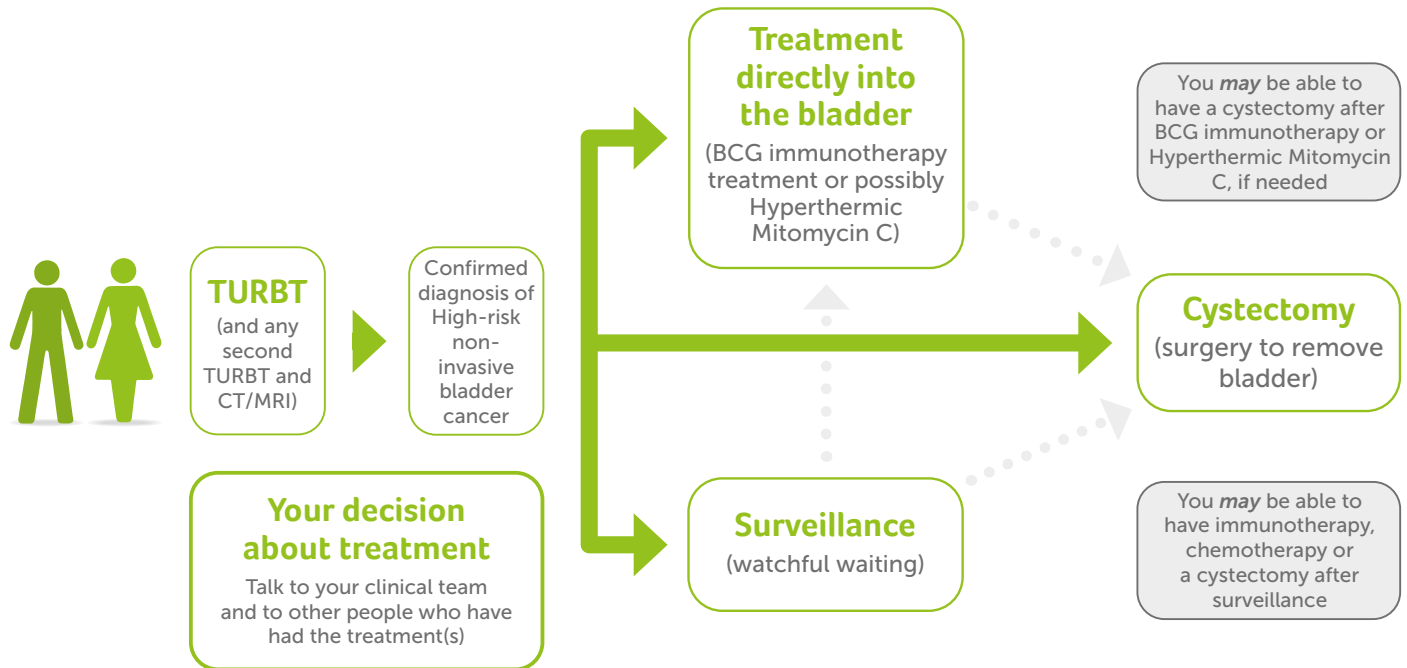 TURBT
(and any
second
TURBT and
CT/MRI)
Confirmed
diagnosis of
High-risk
non-
invasive
bladder
cancer
Your decision
about treatment
Talk to your clinical team
and to other people who have
had the treatment(s)
Treatment
directly into
the bladder
(BCG immunotherapy
treatment or possibly
Hyperthermic
Mitomycin C)
Surveillance
(watchful waiting)
You may be able to
have a cystectomy after
BCG immunotherapy or
Hyperthermic Mitomycin
C, if needed
Cystectomy
(surgery to remove
bladder)
You may be able to
have immunotherapy,
chemotherapy or
a cystectomy after
surveillance